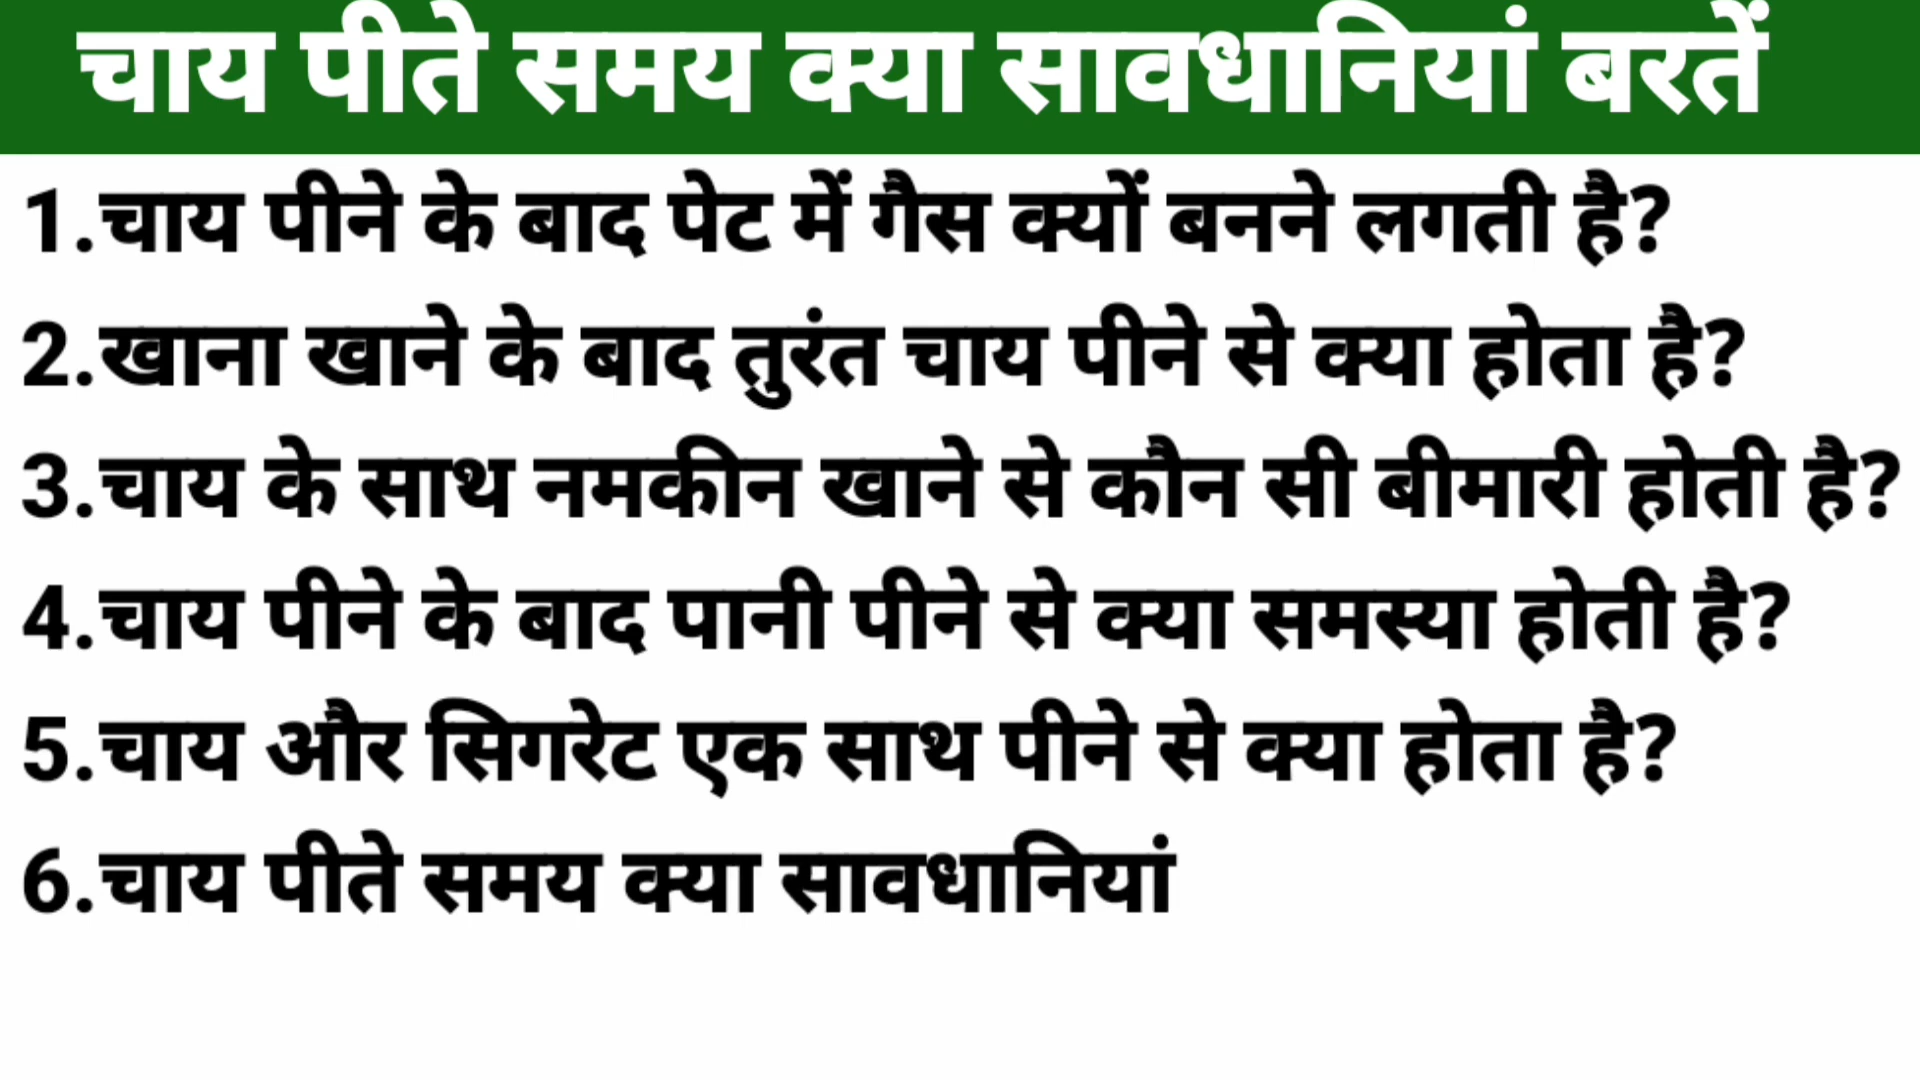 चाय पीते समय क्या सावधानियां बरतें
1.चाय पीने के बाद पेट में गैस क्यों बनने लगती है?
2.खाना खाने के बाद तुरंत चाय पीने से क्या होता है?
3.चाय के साथ नमकीन खाने से कौन सी बीमारी होती है?
4.चाय पीने के बाद पानी पीने से क्या समस्या होती है?
5.चाय और सिगरेट एक साथ पीने से क्या होता है?
6.चाय पीते समय क्या सावधानियां